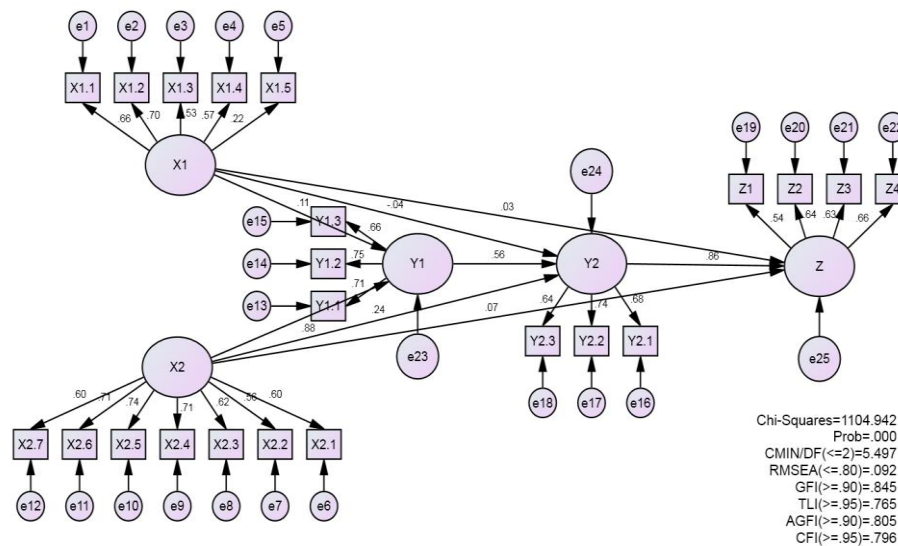 e1 e2 e3 e4 e5
X1.1 X1.2 X1.3 X1.4 X1.5
.66 .70 .53 .57 .22
X1
e19 e20 e21 e22
Z1 Z2 Z3 Z4
.54 .64 .63 .66
e24
.11 -.04 .03
e15 Y1.3 .66
e14 Y1.2 .75
e13 Y1.1 .71
Y1 .56 Y2 .86 Z
.88 .24 .07
e23
.64 .74 .68
Y2.3 Y2.2 Y2.1
e18 e17 e16
e25
X2
.60 .71 .74 .71 .62 .56 .60
X2.7 X2.6 X2.5 X2.4 X2.3 X2.2 X2.1
e12 e11 e10 e9 e8 e7 e6
Chi-Squares=1104.942
Prob=.000
CMIN/DF(<=2)=5.497
RMSEA(<=.80)=.092
GFI(>=.90)=.845
TLI(>=.95)=.765
AGFI(>=.90)=.805
CFI(>=.95)=.796